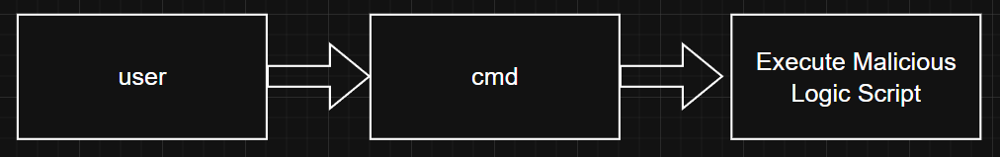 user
cmd
Execute Malicious
Logic Script